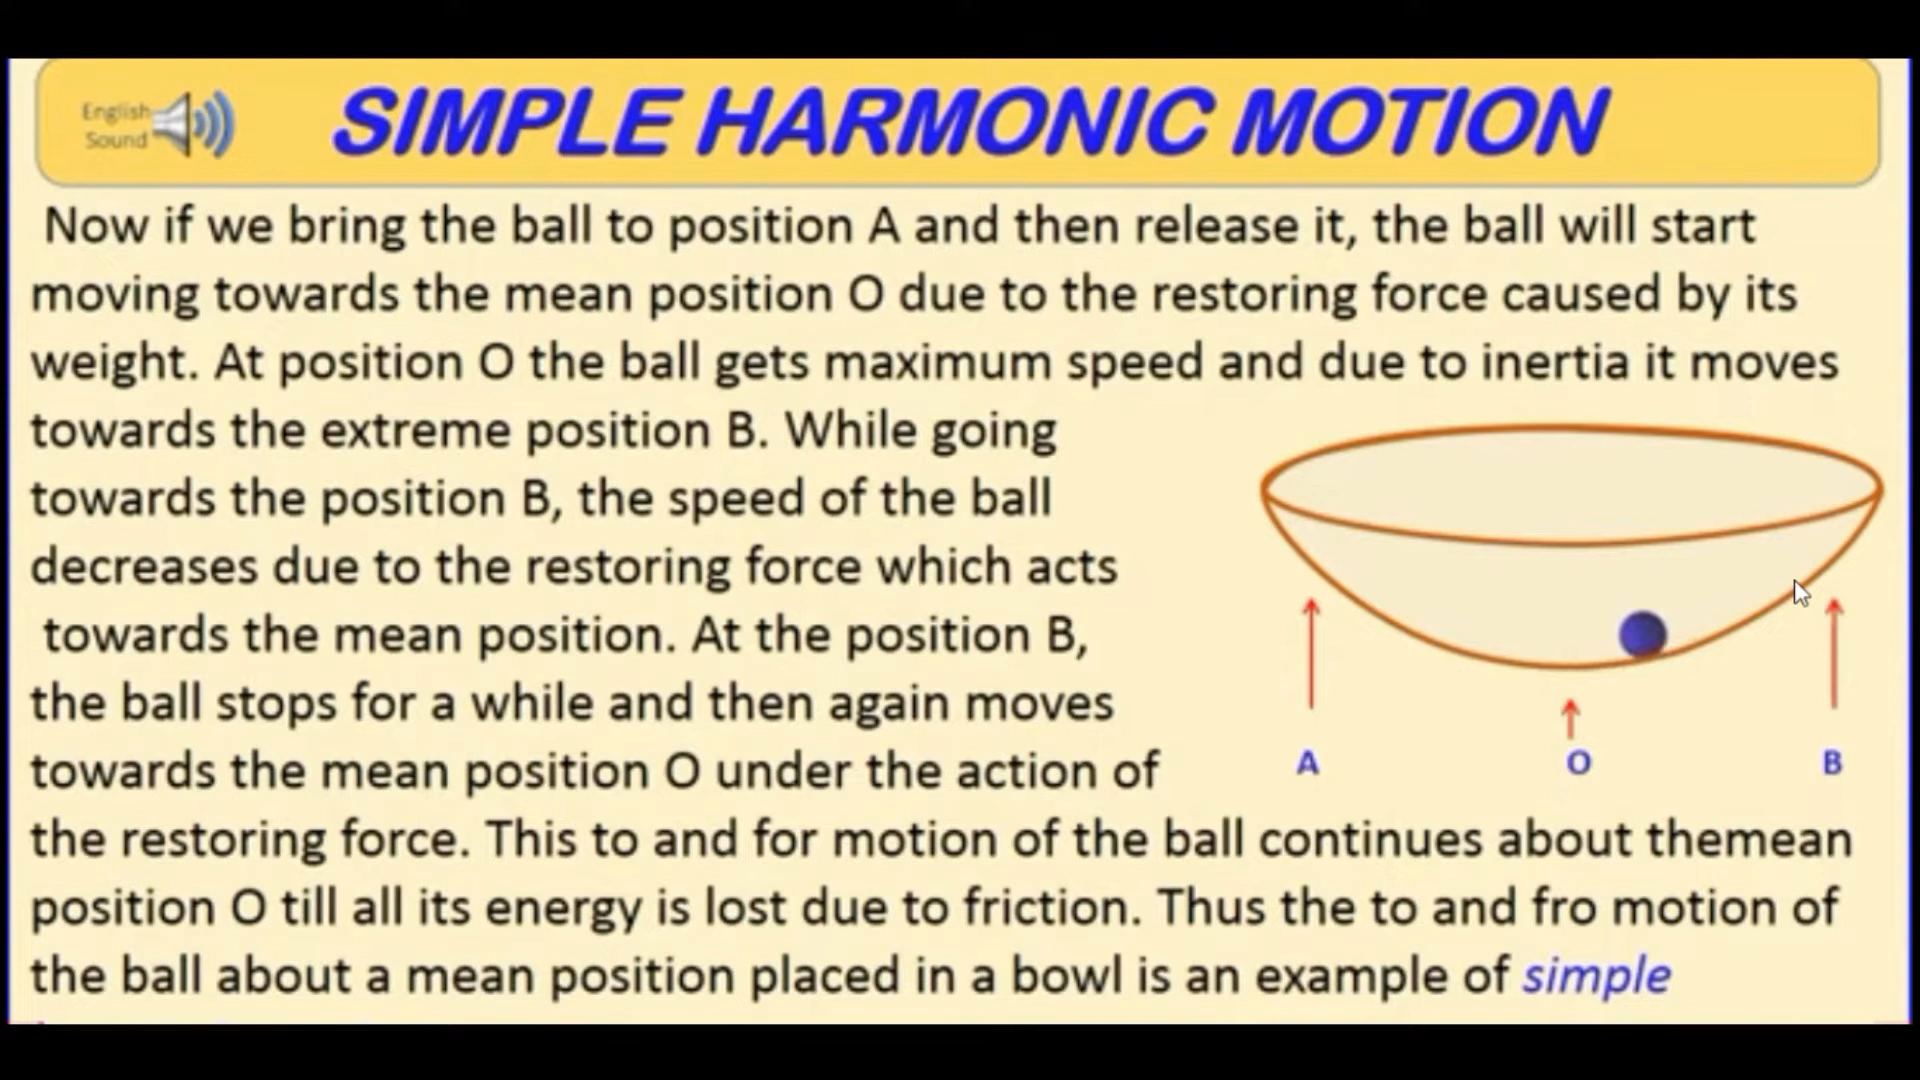 English
Sound
SIMPLE HARMONIC MOTION
Now if we bring the ball to position A and then release it, the ball will start
moving towards the mean position O due to the restoring force caused by its
weight. At position O the ball gets maximum speed and due to inertia it moves
towards the extreme position B. While going
towards the position B, the speed of the ball
decreases due to the restoring force which acts
towards the mean position. At the position B,
the ball stops for a while and then again moves
towards the mean position O under the action of
the restoring force. This to and for motion of the ball continues about themean
position O till all its energy is lost due to friction. Thus the to and fro motion of
the ball about a mean position placed in a bowl is an example of simple
A
O
B